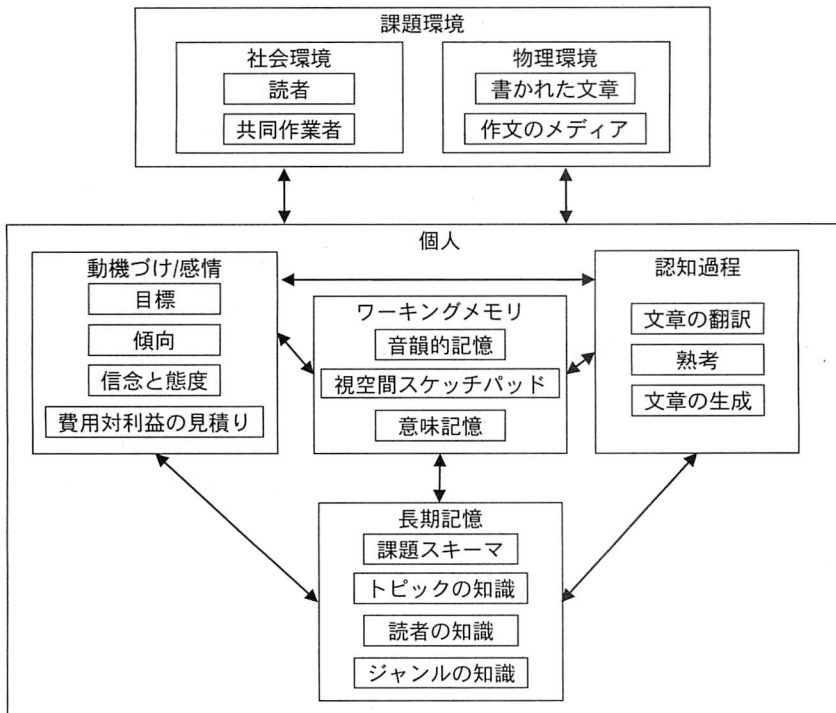 課題環境
社会環境
読者
共同作業者
物理環境
書かれた文章
作文のメディア
個人
動機づけ/感情
目標
傾向
信念と態度
費用対利益の見積り
ワーキングメモリ
音韻的記憶
視空間スケッチパッド
意味記憶
認知過程
文章の翻訳
熟考
文章の生成
長期記憶
課題スキーマ
トピックの知識
読者の知識
ジャンルの知識